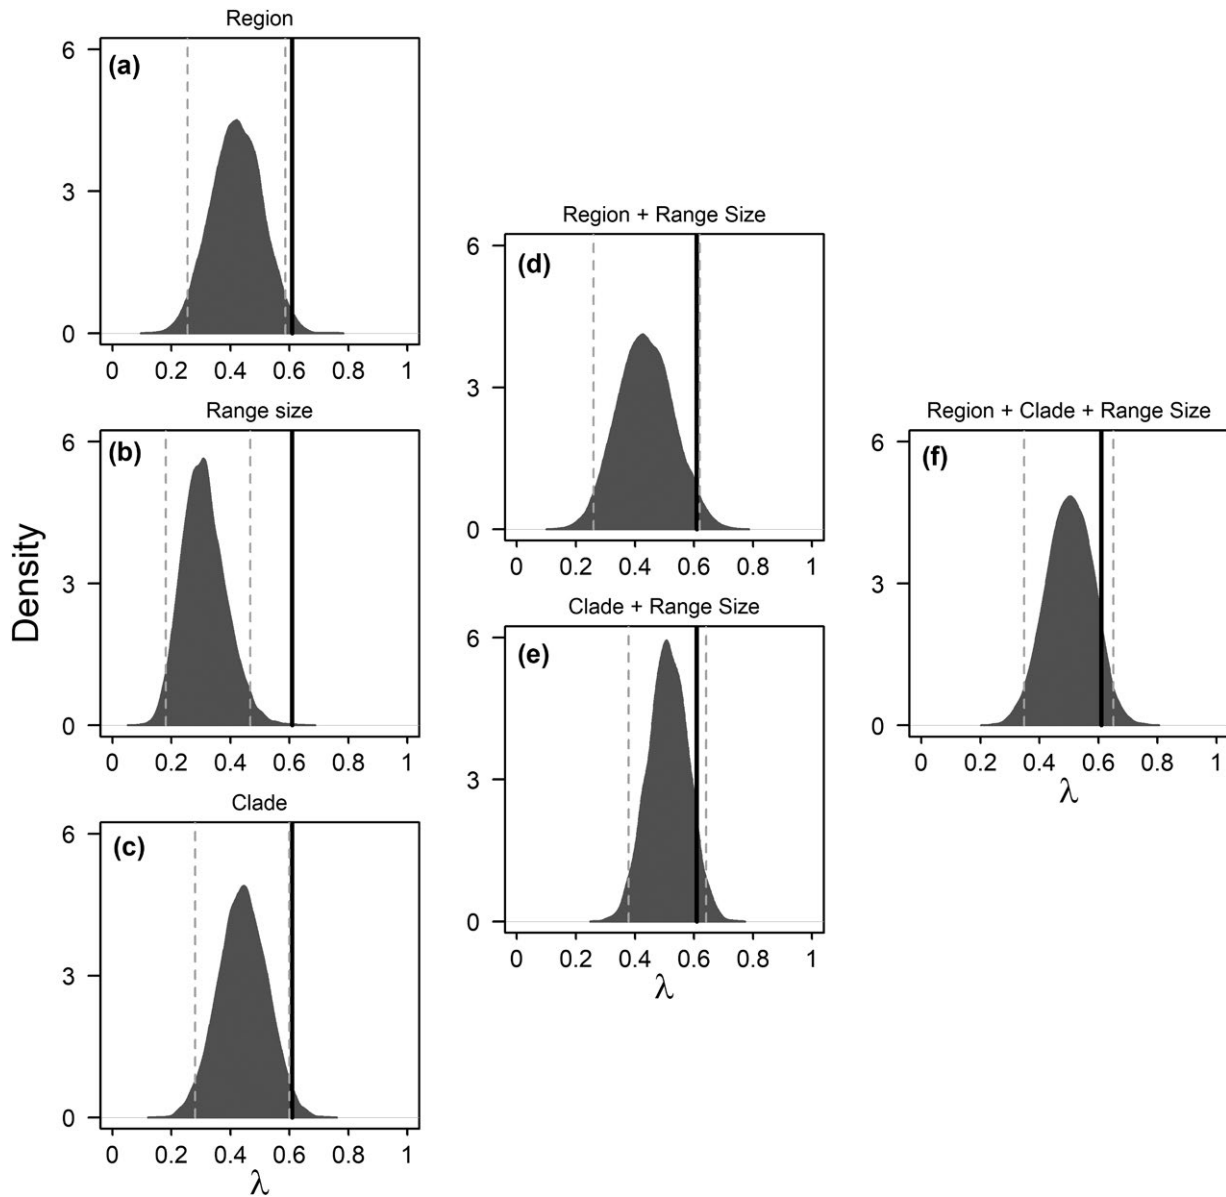 Region
(a)
6
3
0
0 0.2 0.4 0.6 0.8 1
Range size
(b)
6
3
0
0 0.2 0.4 0.6 0.8 1
Clade
(c)
6
3
0
0 0.2 0.4 0.6 0.8 1
λ
Density
Region + Range Size
(d)
6
3
0
0 0.2 0.4 0.6 0.8 1
Clade + Range Size
(e)
6
3
0
0 0.2 0.4 0.6 0.8 1
λ
Region + Clade + Range Size
(f)
6
3
0
0 0.2 0.4 0.6 0.8 1
λ